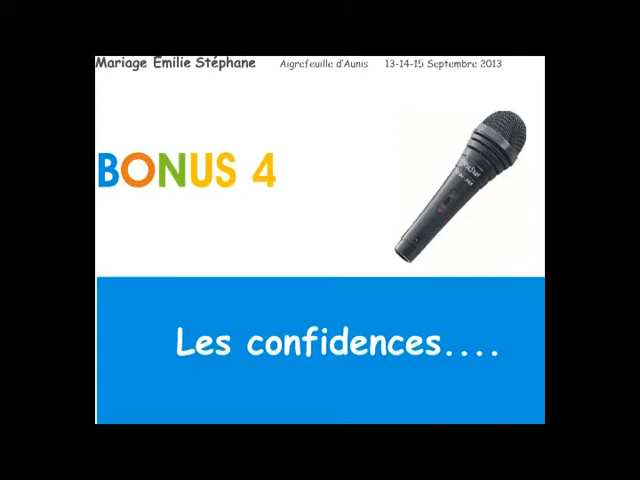 Mariage Emilie Stéphane Aigrefeuille d'Aunis 13-14-15 Septembre 2013
BONUS 4
Les confidences....